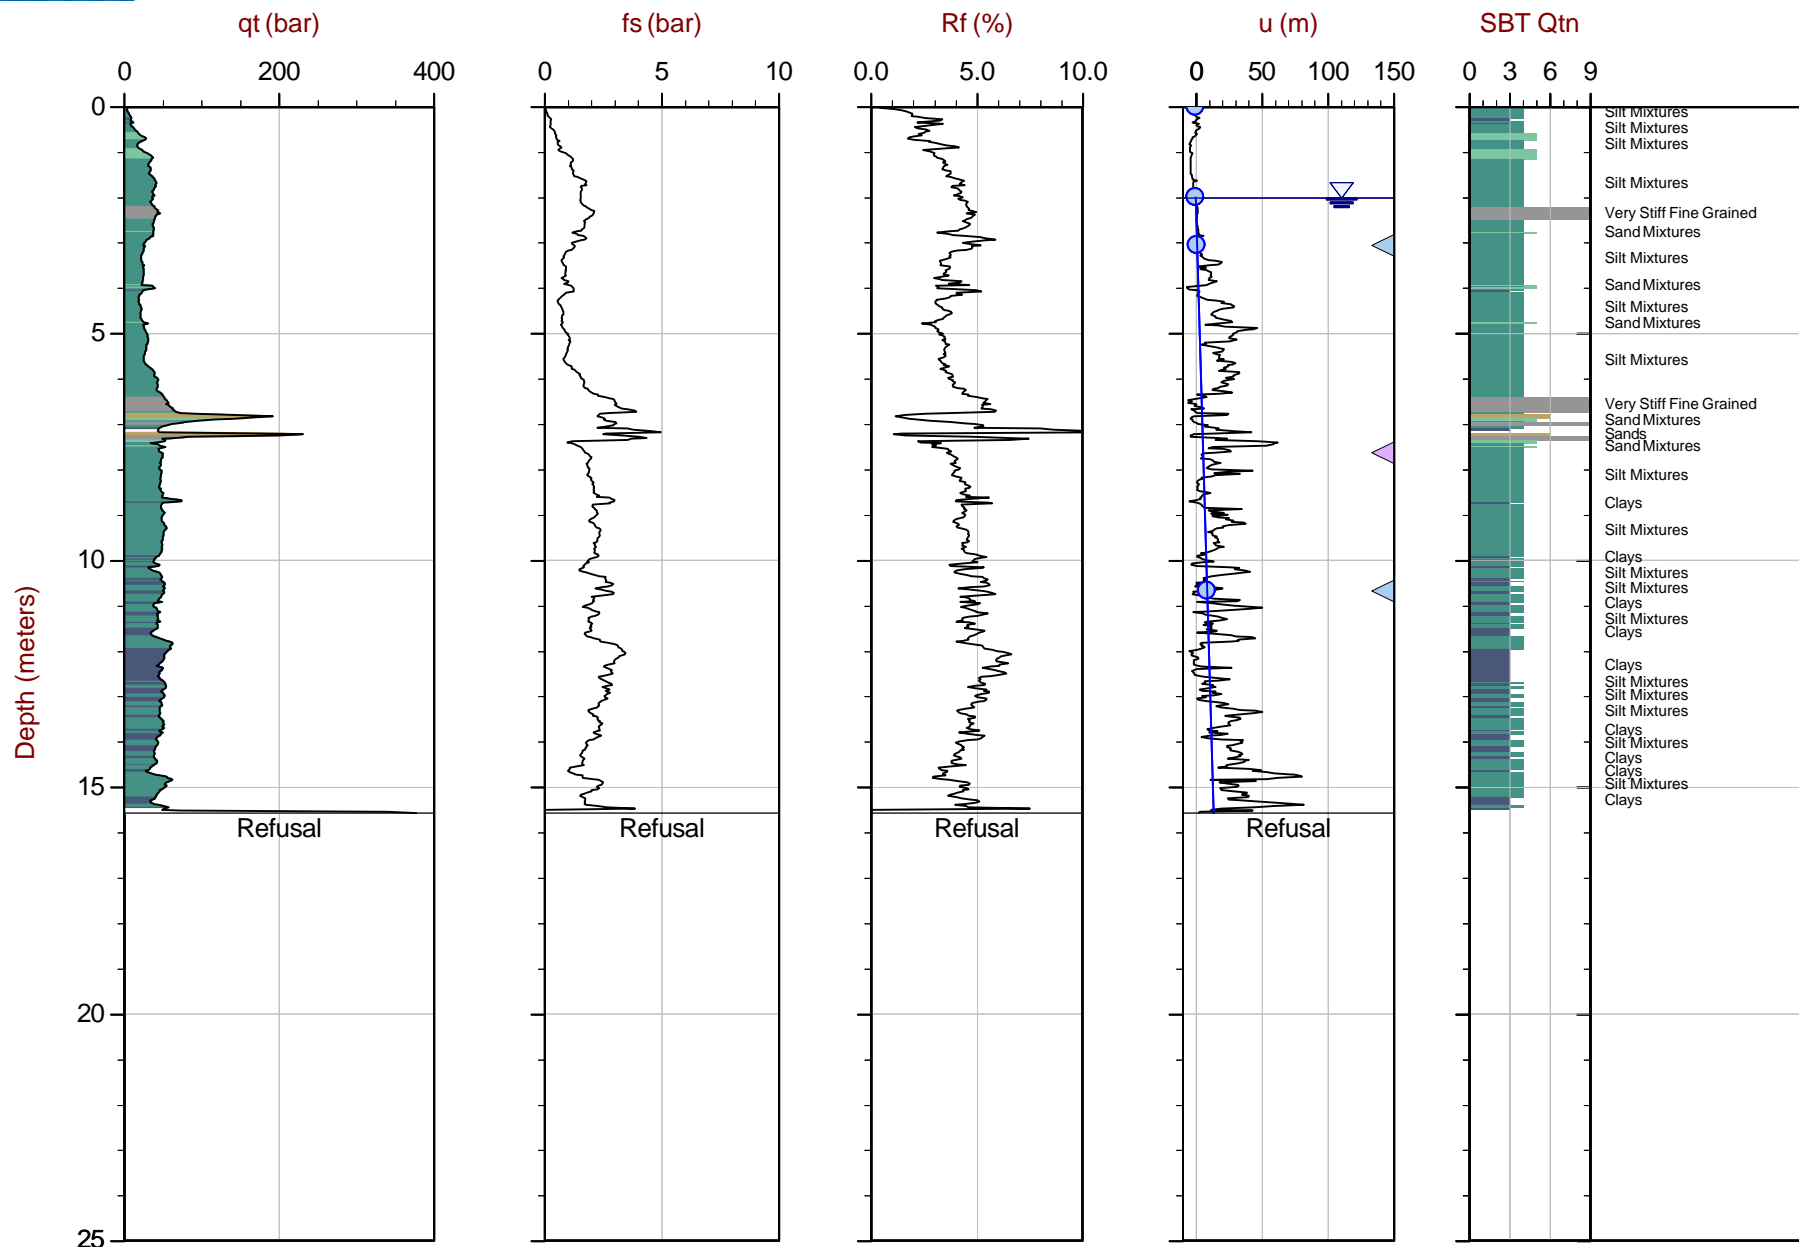 qt (bar) fs (bar) Rf (%) u (m) SBT Qtn
0 200 400 0 5 10 0.0 5.0 10.0 0 50 100 150 0 3 6 9
0
5
10
15
20
25
Depth (meters)
Silt Mixtures
Silt Mixtures
Silt Mixtures
Silt Mixtures
Very Stiff Fine Grained
Sand Mixtures
Silt Mixtures
Sand Mixtures
Silt Mixtures
Sand Mixtures
Silt Mixtures
Very Stiff Fine Grained
Sand Mixtures
Sands
Sand Mixtures
Silt Mixtures
Clays
Silt Mixtures
Clays
Silt Mixtures
Silt Mixtures
Clays
Silt Mixtures
Clays
Clays
Silt Mixtures
Silt Mixtures
Silt Mixtures
Clays
Silt Mixtures
Clays
Clays
Silt Mixtures
Clays
Refusal Refusal Refusal Refusal